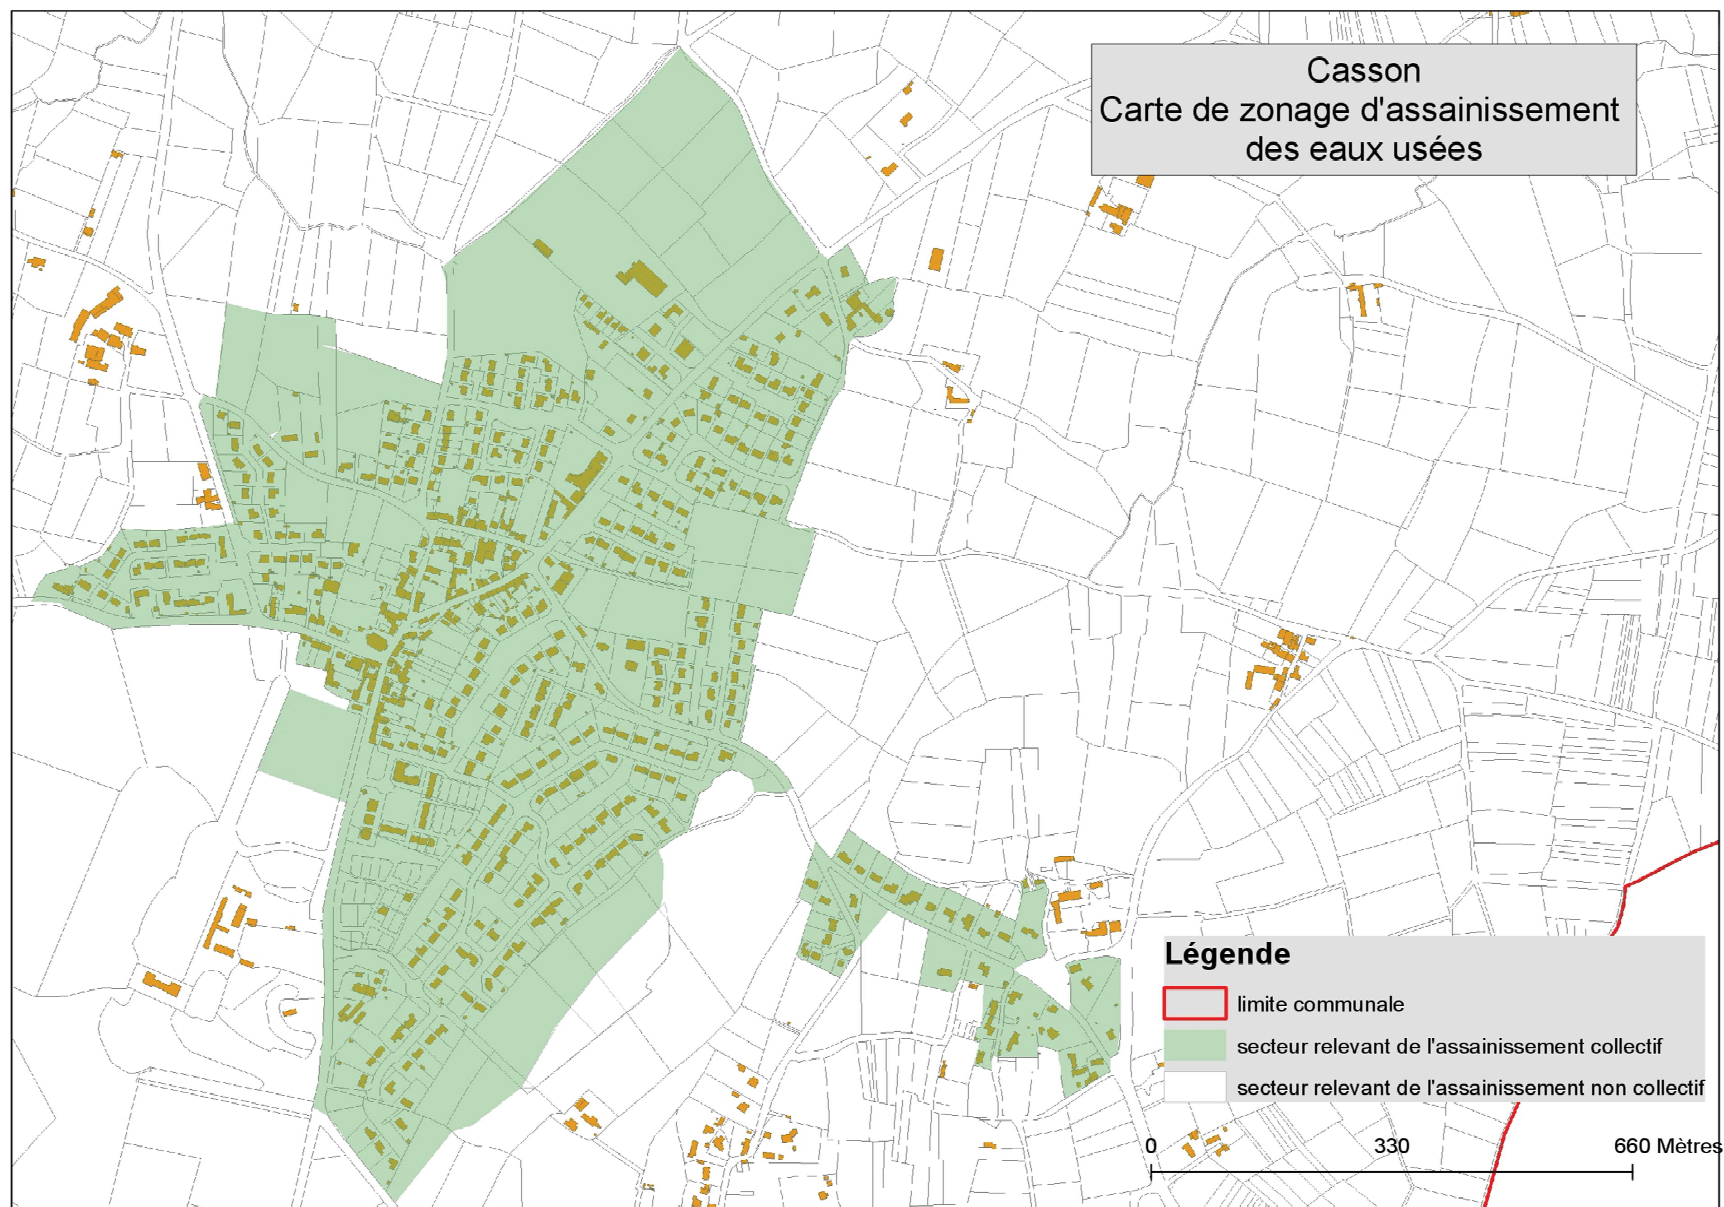 Casson
Carte de zonage d'assainissement
des eaux usées
Légende
limite communale
secteur relevant de l'assainissement collectif
secteur relevant de l'assainissement non collectif
0 330 660 Mètres